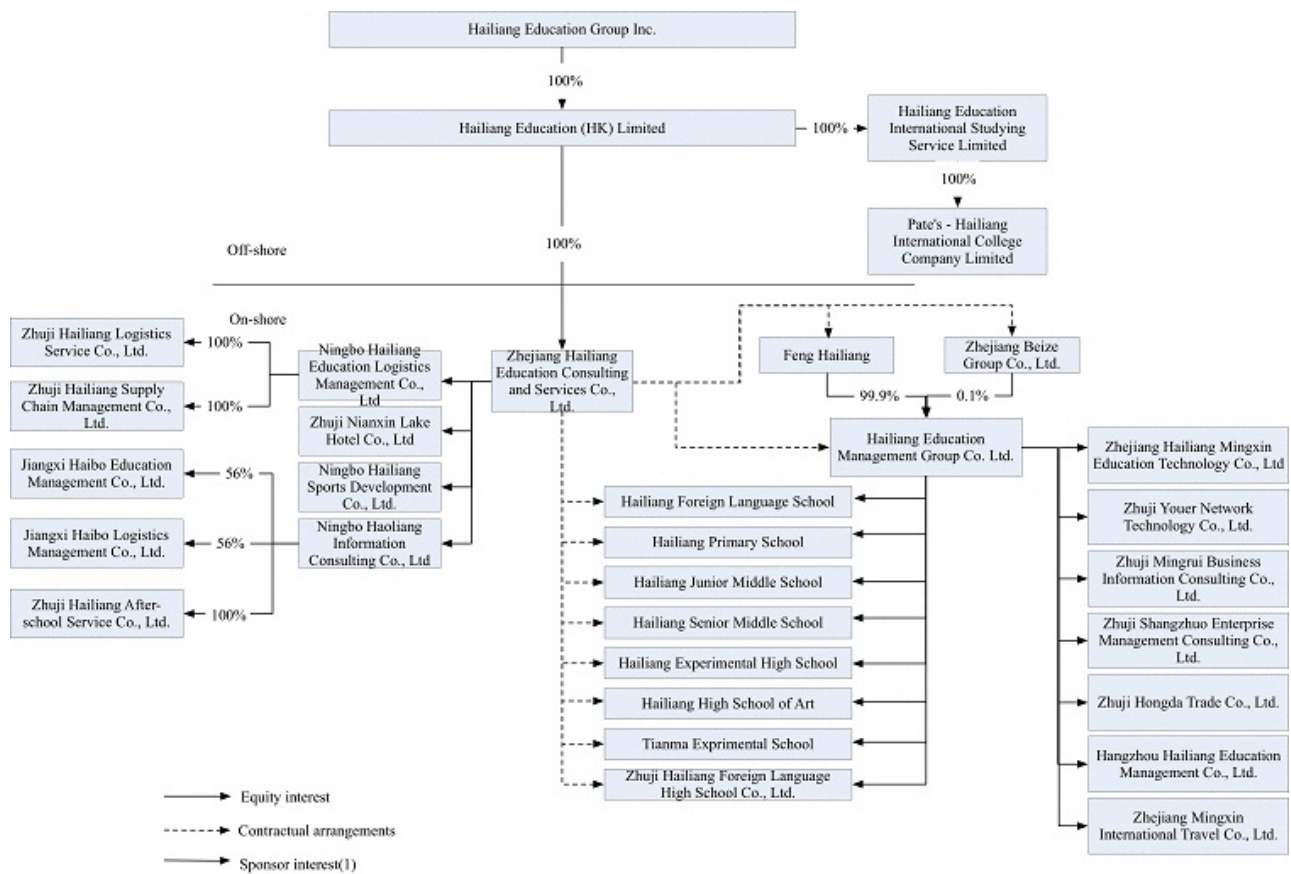 Hailiang Education Group Inc.
100%
Hailiang Education (HK) Limited
100%
Hailiang Education
International Studying
Service Limited
100%
Pate's - Hailiang
International College
Company Limited
100%
Off-shore
On-shore
Zhuji Hailiang Logistics
Service Co., Ltd.
100%
Zhuji Hailiang Supply
Chain Management Co.,
Ltd.
100%
Jiangxi Haibo Education
Management Co., Ltd.
56%
Jiangxi Haibo Logistics
Management Co., Ltd.
56%
Zhuji Hailiang After-
school Service Co., Ltd.
100%
Ningbo Hailiang
Education Logistics
Management Co.,
Ltd
Zhuji Nianxin Lake
Hotel Co., Ltd
Ningbo Hailiang
Sports Development
Co., Ltd.
Ningbo Haoliang
Information
Consulting Co., Ltd
Zhejiang Hailiang
Education Consulting
and Services Co.,
Ltd.
Feng Hailiang
Zhejiang Beize
Group Co., Ltd.
99.9%
0.1%
Hailiang Education
Management Group Co. Ltd.
Hailiang Foreign Language School
Hailiang Primary School
Hailiang Junior Middle School
Hailiang Senior Middle School
Hailiang Experimental High School
Hailiang High School of Art
Tianma Exprimental School
Zhuji Hailiang Foreign Language
High School Co., Ltd.
Zhejiang Hailiang Mingxin
Education Technology Co., Ltd
Zhuji Youer Network
Technology Co., Ltd.
Zhuji Mingrui Business
Information Consulting Co.,
Ltd.
Zhuji Shangzhuo Enterprise
Management Consulting Co.,
Ltd.
Zhuji Hongda Trade Co., Ltd.
Hangzhou Hailiang Education
Management Co., Ltd.
Zhejiang Mingxin
International Travel Co., Ltd.
Equity interest
Contractual arrangements
Sponsor interest(1)